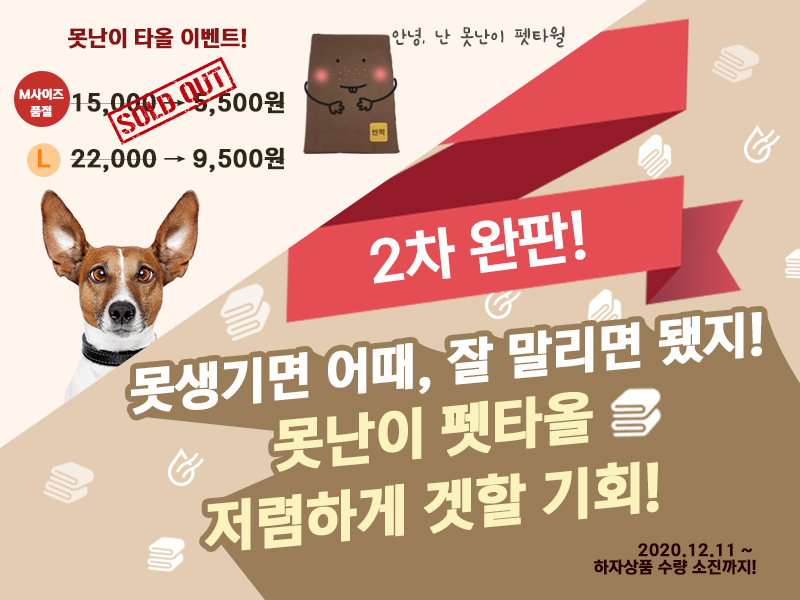 못난이 타올 이벤트!
안녕, 난 못난이 펫타월
M사이즈
품절
15,000 → 5,500원
SOLD OUT
L 22,000 → 9,500원
반학
2차 완판!
못생기면 어때, 잘 말리면 됐지!
못난이 펫타올
저렴하게 겟할 기회!
2020.12.11 ~
하자상품 수량 소진까지!